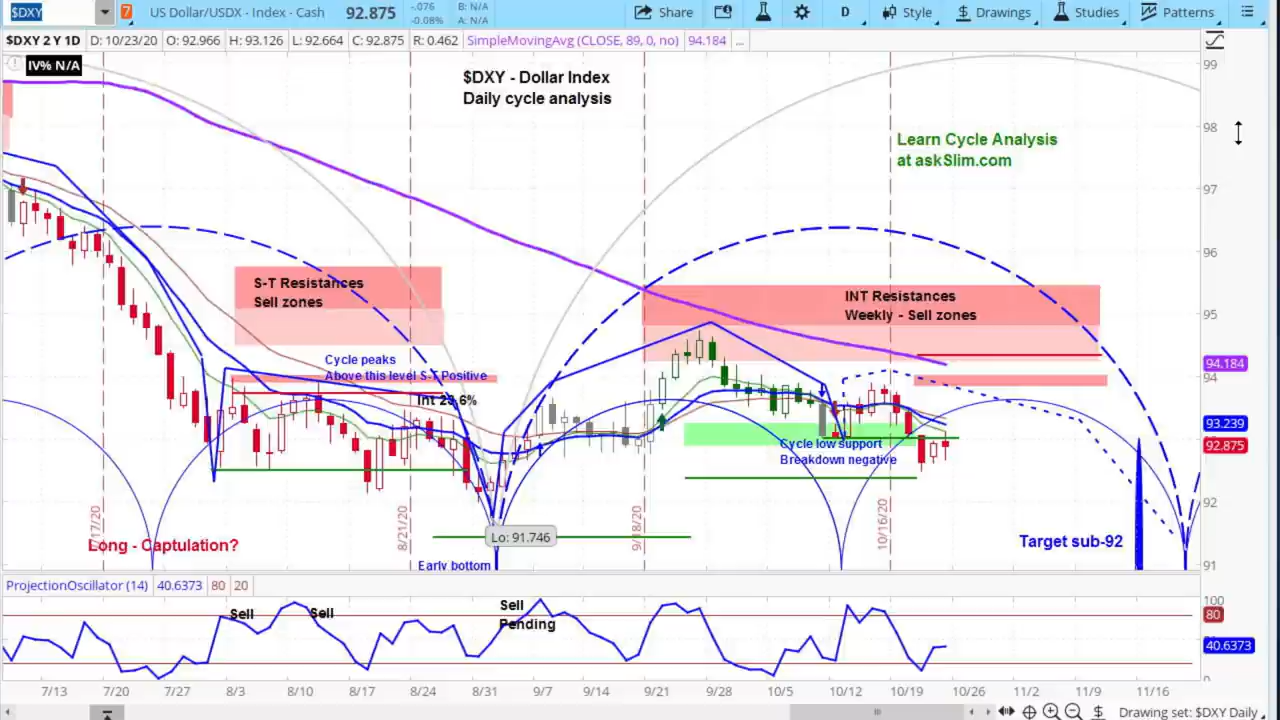 $DXY
7
US Dollar/USDX - Index - Cash
92.875
-.076
-0.08%
B: N/A
A: N/A
Share
D
Style
$ Drawings
Studies
Patterns
$DXY 2 Y 1D
D: 10/23/20
O: 92.966
H: 93.126
L: 92.664
C: 92.875
R: 0.462
SimpleMovingAvg (CLOSE, 89, 0, no)
94.184
...
IV% N/A
$DXY - Dollar Index
Daily cycle analysis
Learn Cycle Analysis
at askSlim.com
S-T Resistances
Sell zones
INT Resistances
Weekly - Sell zones
Cycle peaks
Above this level S-T Positive
Int 23.6%
Cycle low support
Breakdown negative
Long - Captulation?
Lo: 91.746
Early bottom
Target sub-92
7/17/20
8/21/20
9/18/20
10/16/20
99
98
97
96
95
94.184
94
93.239
93
92.875
92
91
ProjectionOscillator (14)
40.6373
80
20
Sell
Sell
Sell
Pending
100
80
40.6373
0
7/13
7/20
7/27
8/3
8/10
8/17
8/24
8/31
9/7
9/14
9/21
9/28
10/5
10/12
10/19
10/26
11/2
11/9
11/16
$
Drawing set: $DXY Daily